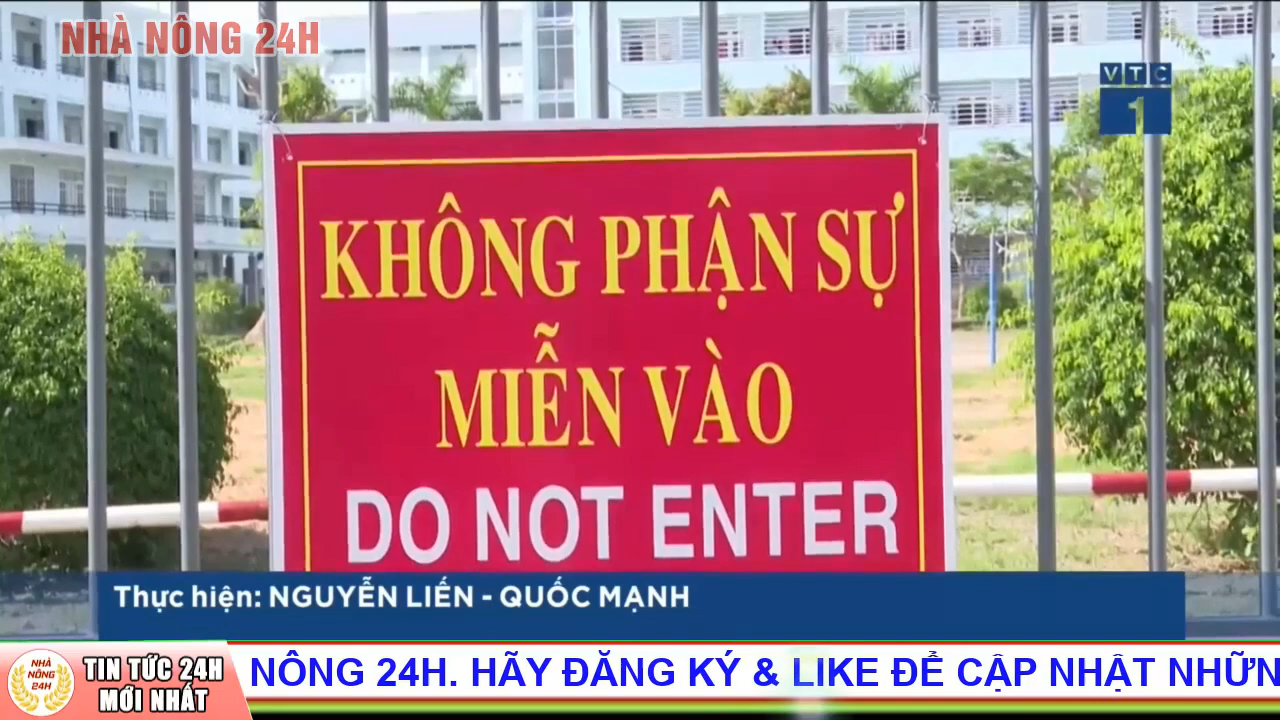 NHÀ NÔNG 24H
VTC
1
KHÔNG PHẬN SỰ
MIỄN VÀO
DO NOT ENTER
Thực hiện: NGUYỄN LIẾN - QUỐC MẠNH
NHÀ
NÔNG
24H
TIN TỨC 24H
MỚI NHẤT
NÔNG 24H. HÃY ĐĂNG KÝ & LIKE ĐỂ CẬP NHẬT NHỮN